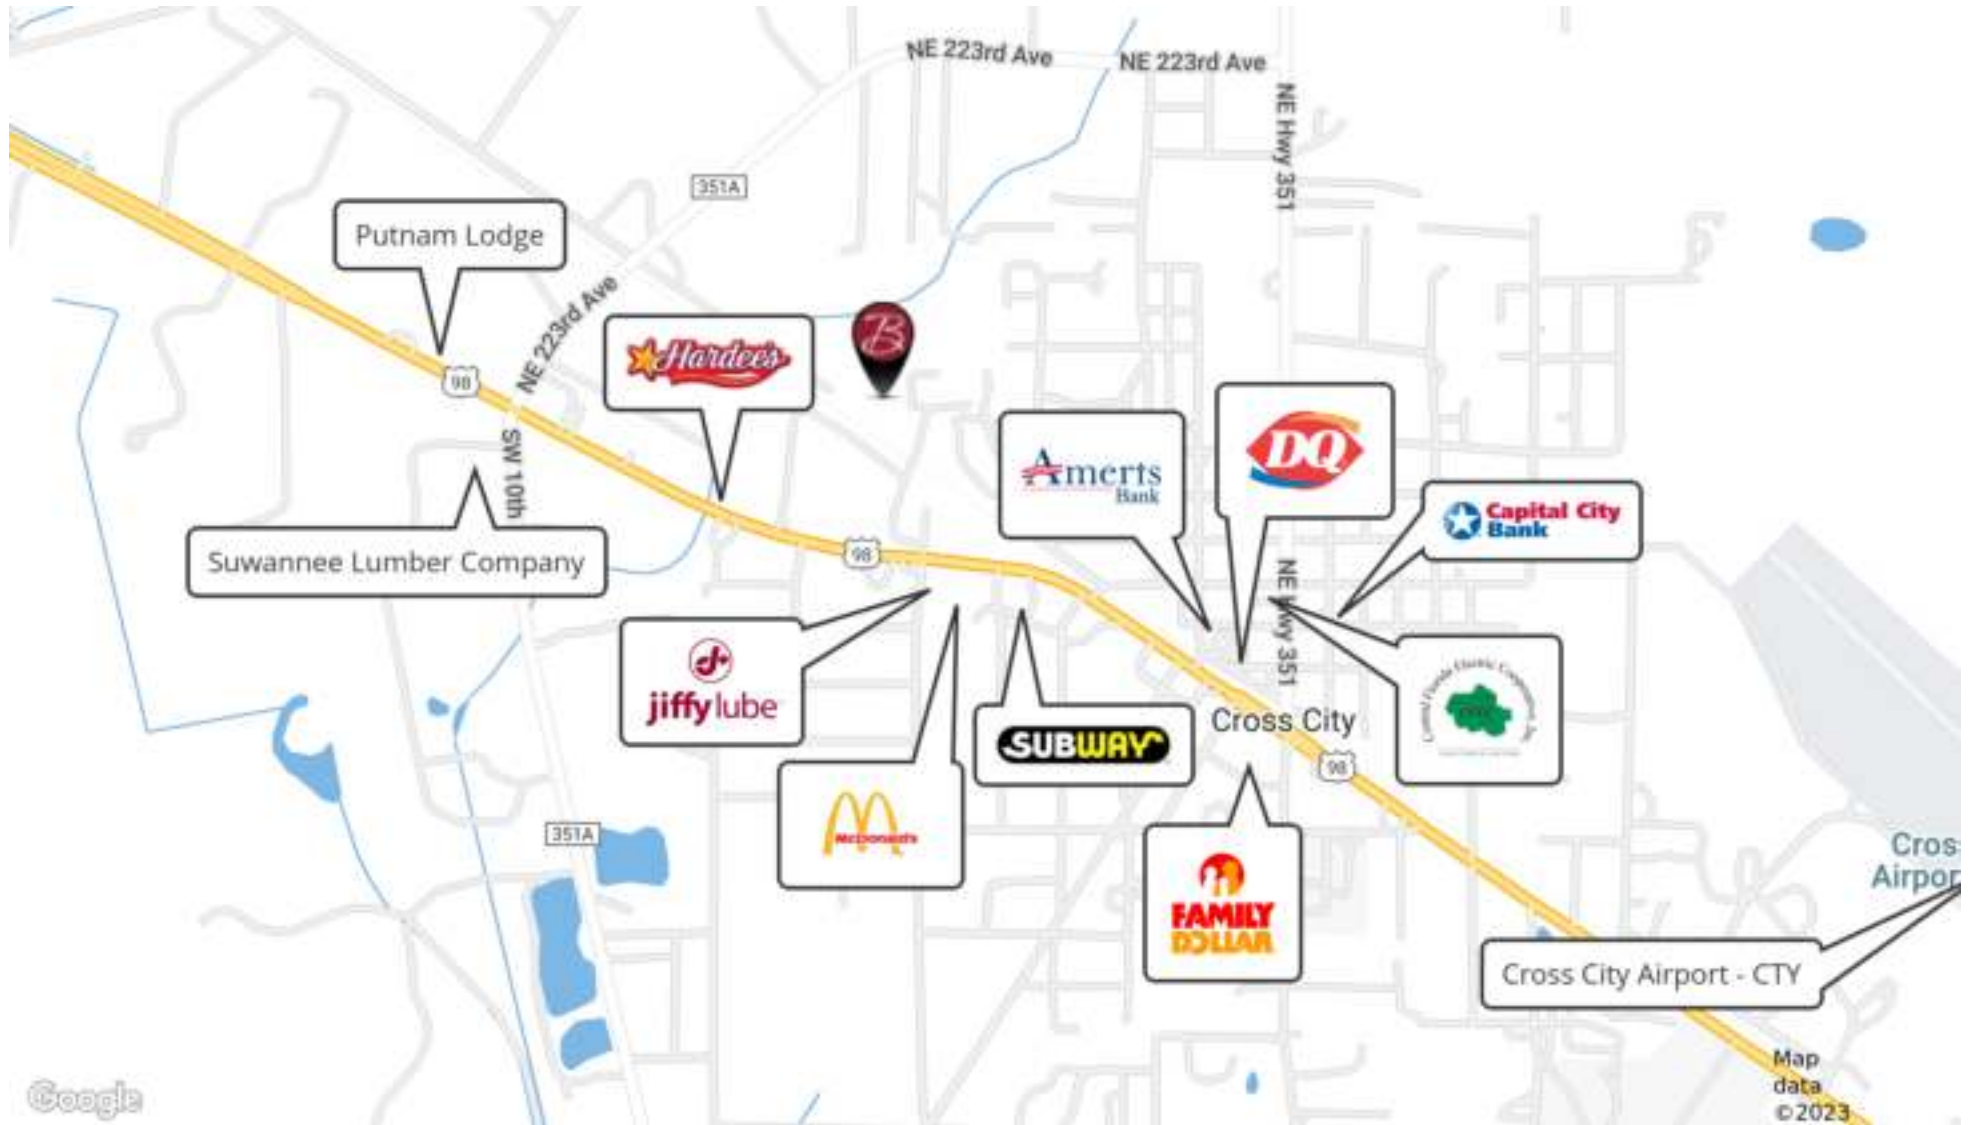 NE 223rd Ave
NE 223rd Ave
NE Hwy 351
351A
Putnam Lodge
NE 223rd Ave
B
Hardee's
98
SW 10th
Amerts
Bank
DQ
Capital City
Bank
98
Suwannee Lumber Company
NE Hwy 351
jiffy lube
SUBWAY
Cross City
98
McDonald's
351A
FAMILY
DOLLAR
Cros
Airpor
Cross City Airport - CTY
Google
Map
data
©2023